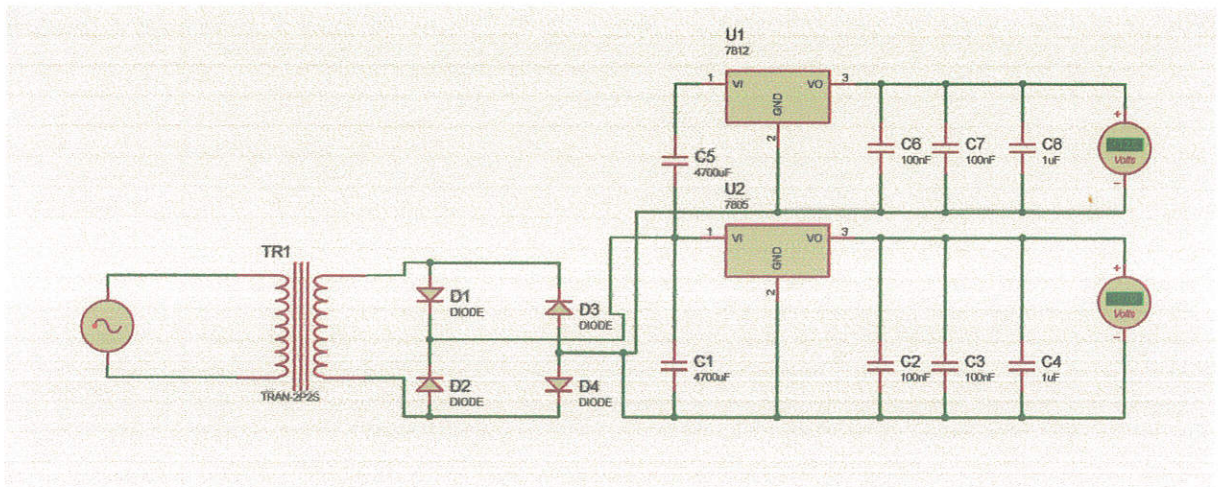 U1
7812
1
VI
VO
3
GND
2
C5
4700uF
C6
100nF
C7
100nF
C8
1uF
+
Volts
-
U2
7805
1
VI
VO
3
GND
2
TR1
TRAN-2P2S
D1
DIODE
D3
DIODE
D2
DIODE
D4
DIODE
C1
4700uF
C2
100nF
C3
100nF
C4
1uF
+
Volts
-